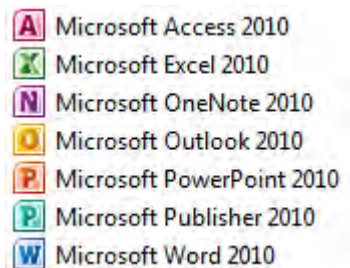 A Microsoft Access 2010
X Microsoft Excel 2010
N Microsoft OneNote 2010
O Microsoft Outlook 2010
P Microsoft PowerPoint 2010
P Microsoft Publisher 2010
W Microsoft Word 2010